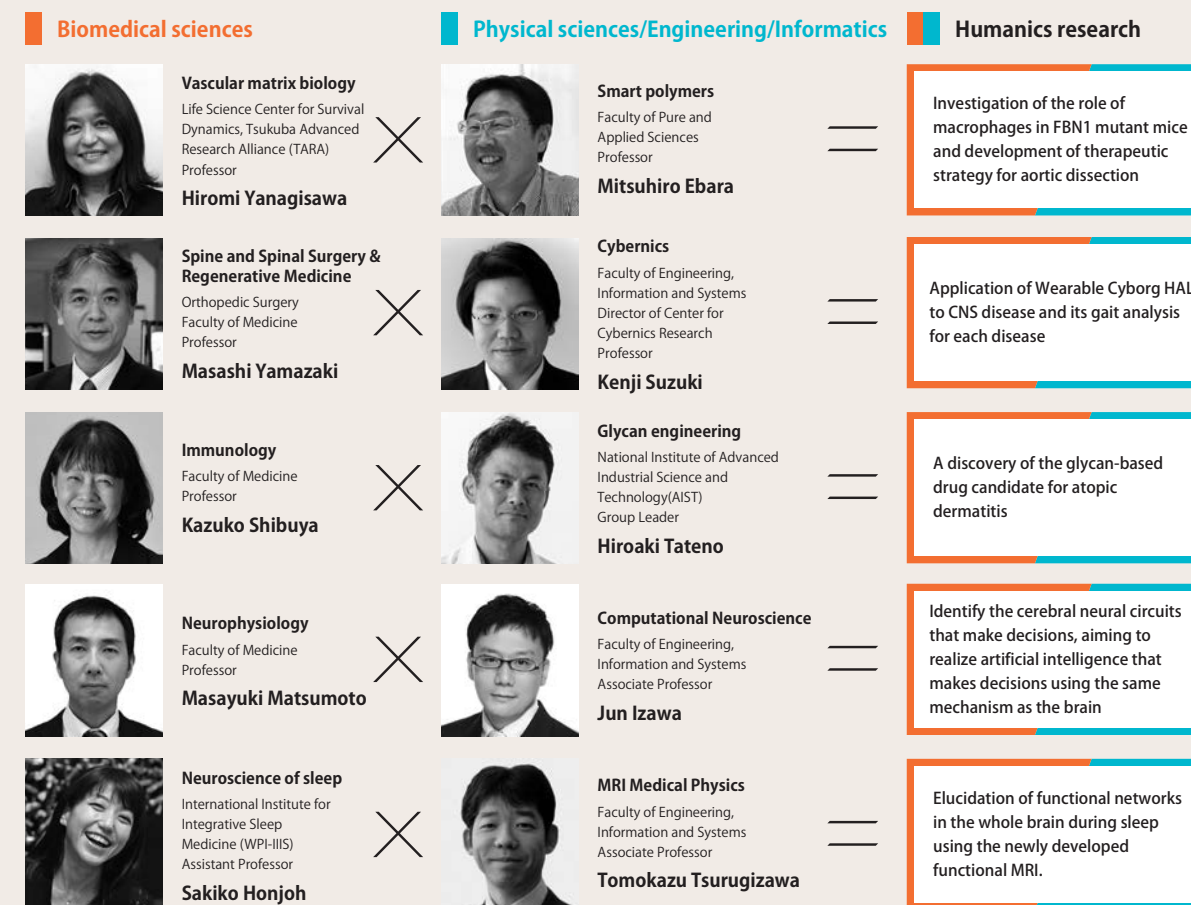 Biomedical sciences
Physical sciences/Engineering/Informatics
Humanics research
Vascular matrix biology
Life Science Center for Survival
Dynamics, Tsukuba Advanced
Research Alliance (TARA)
Professor
Hiromi Yanagisawa
Smart polymers
Faculty of Pure and
Applied Sciences
Professor
Mitsuhiro Ebara
Investigation of the role of
macrophages in FBN1 mutant mice
and development of therapeutic
strategy for aortic dissection
Spine and Spinal Surgery &
Regenerative Medicine
Orthopedic Surgery
Faculty of Medicine
Professor
Masashi Yamazaki
Cybernics
Faculty of Engineering,
Information and Systems
Director of Center for
Cybernics Research
Professor
Kenji Suzuki
Application of Wearable Cyborg HAL
to CNS disease and its gait analysis
for each disease
Immunology
Faculty of Medicine
Professor
Kazuko Shibuya
Glycan engineering
National Institute of Advanced
Industrial Science and
Technology(AIST)
Group Leader
Hiroaki Tateno
A discovery of the glycan-based
drug candidate for atopic
dermatitis
Neurophysiology
Faculty of Medicine
Professor
Masayuki Matsumoto
Computational Neuroscience
Faculty of Engineering,
Information and Systems
Associate Professor
Jun Izawa
Identify the cerebral neural circuits
that make decisions, aiming to
realize artificial intelligence that
makes decisions using the same
mechanism as the brain
Neuroscience of sleep
International Institute for
Integrative Sleep
Medicine (WPI-IIIS)
Assistant Professor
Sakiko Honjoh
MRI Medical Physics
Faculty of Engineering,
Information and Systems
Associate Professor
Tomokazu Tsurugizawa
Elucidation of functional networks
in the whole brain during sleep
using the newly developed
functional MRI.